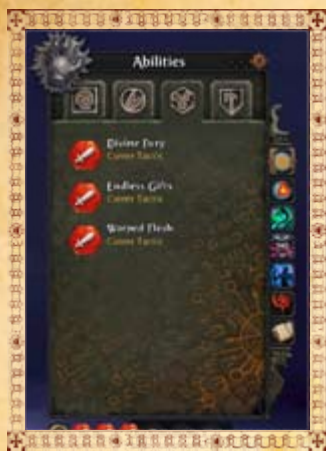 Abilities
Divine Fury
Career Tactic
Endless Gifts
Career Tactic
Warped Flesh
Career Tactic